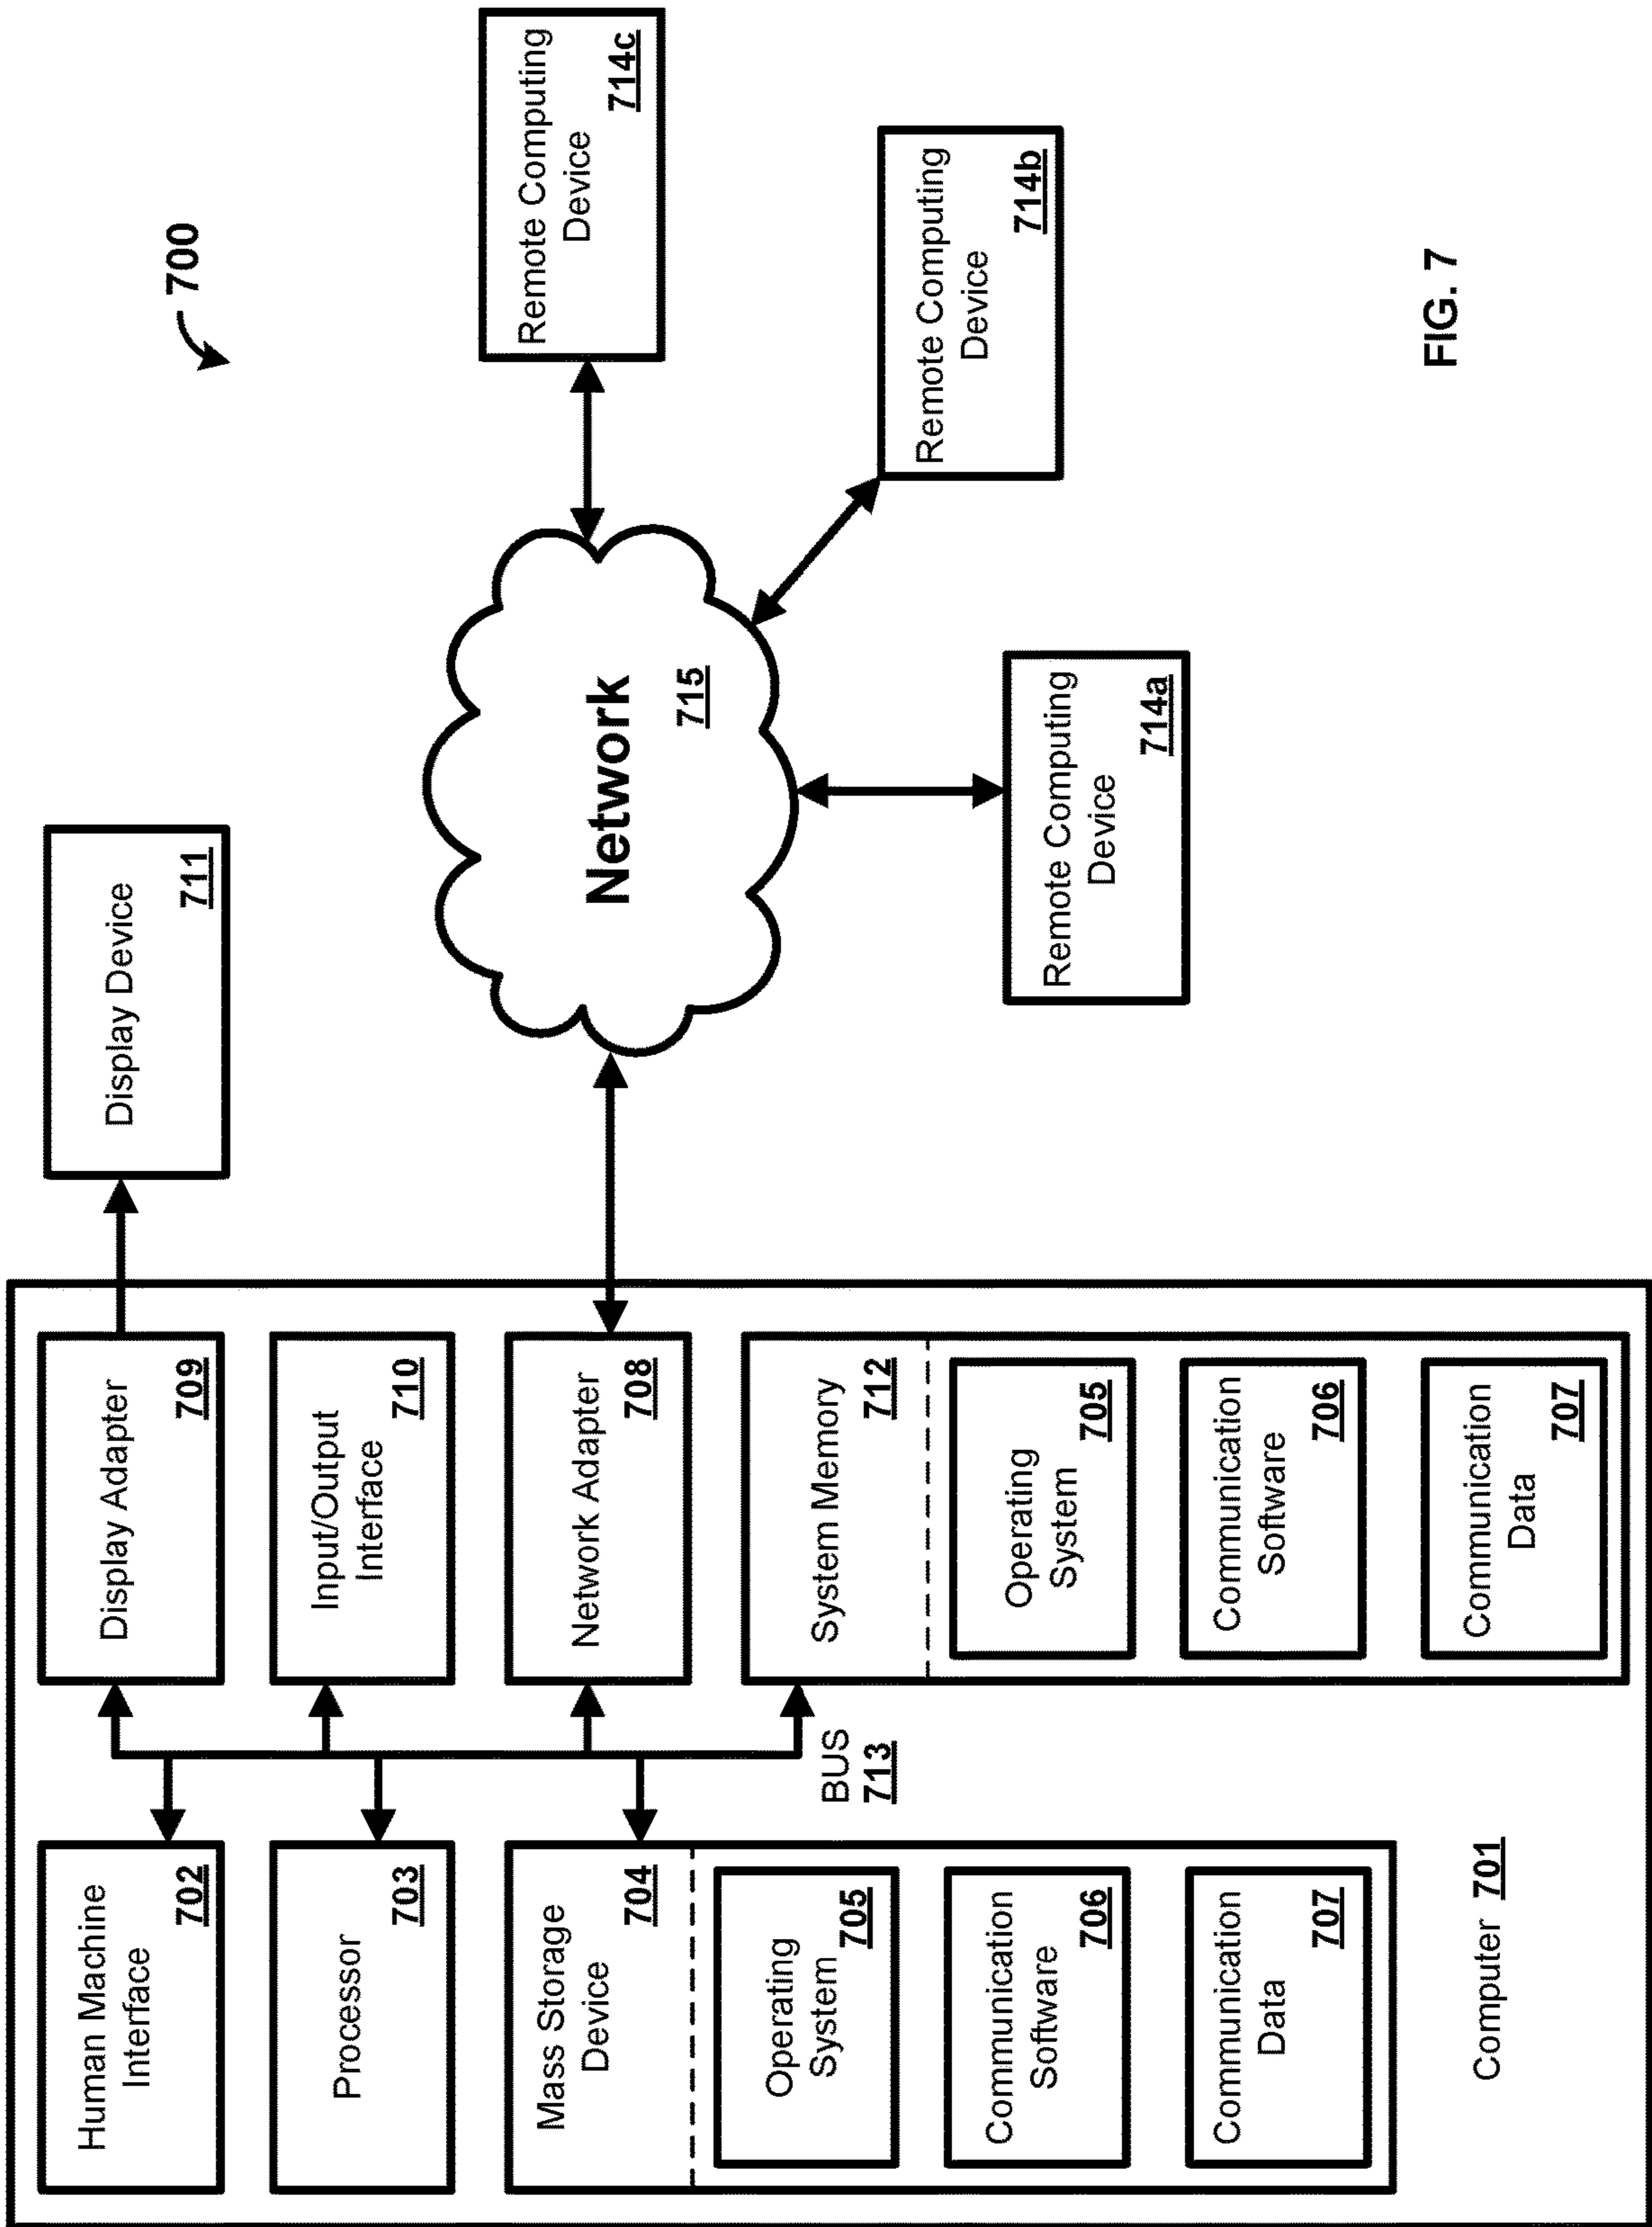 700
Human Machine
Interface
702
Processor
703
Mass Storage
Device
704
Operating
System
705
Communication
Software
706
Communication
Data
707
Computer 701
BUS
713
Display Adapter
709
Input/Output
Interface
710
Network Adapter
708
System Memory
712
Operating
System
705
Communication
Software
706
Communication
Data
707
Display Device
711
Network
715
Remote Computing
Device
714a
Remote Computing
Device
714b
Remote Computing
Device
714c
FIG. 7